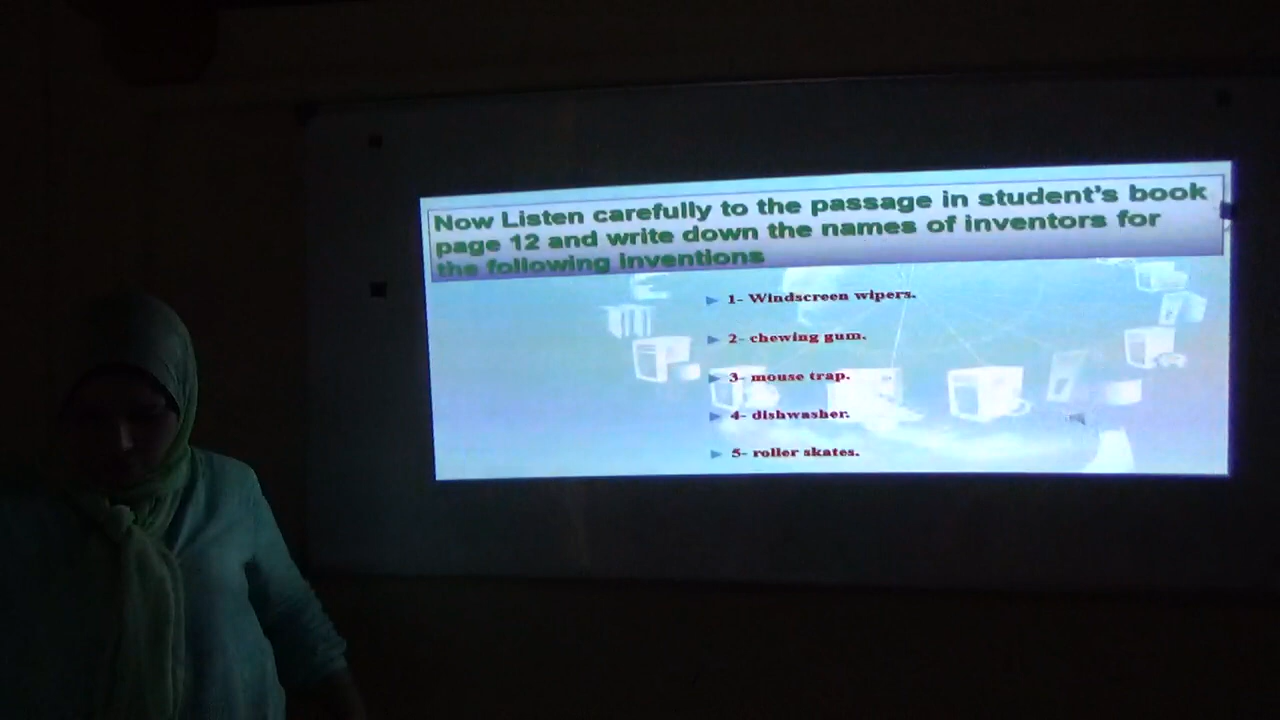 Now Listen carefully to the passage in student's book
page 12 and write down the names of inventors for
the following inventions
1- Windscreen wipers.
2- chewing gum.
3- mouse trap.
4- dishwasher.
5- roller skates.